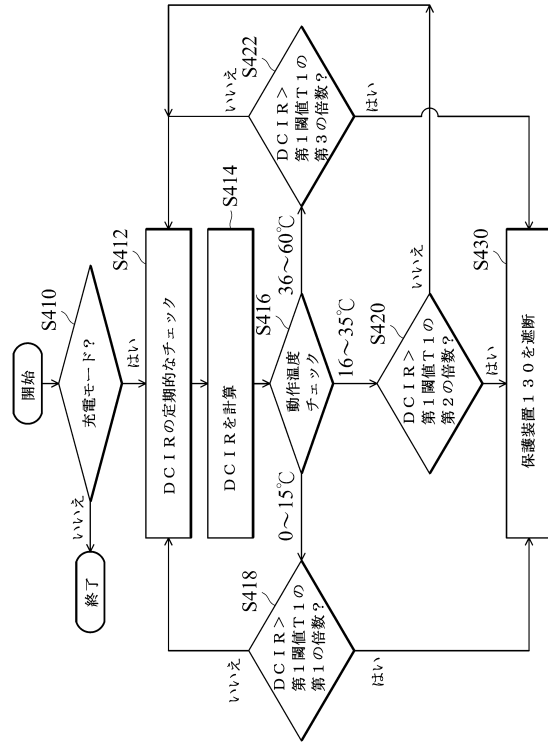 開始
S410
充電モード？
いいえ
終了
はい
S412
DCIRの定期的なチェック
S414
DCIRを計算
S416
動作温度
チェック
0～15℃
16～35℃
36～60℃
S418
DCIR＞
第1閾値T1の
第1の倍数？
いいえ
はい
S420
DCIR＞
第1閾値T1の
第2の倍数？
いいえ
はい
S422
DCIR＞
第1閾値T1の
第3の倍数？
いいえ
はい
S430
保護装置130を遮断